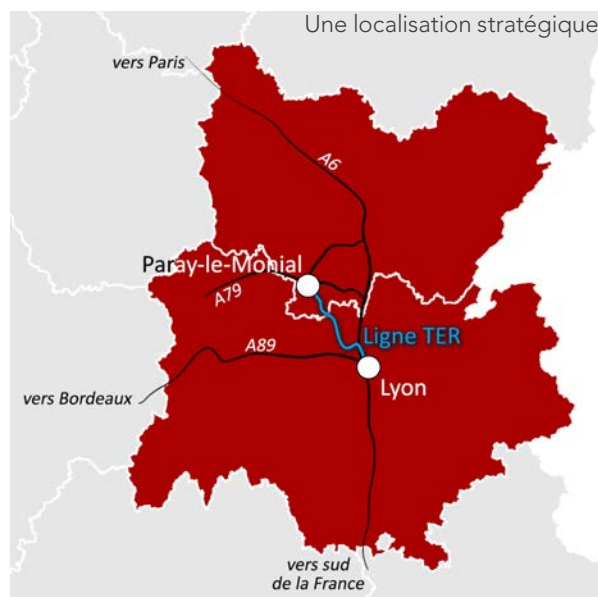 Une localisation stratégique
vers Paris
A6
Paray-le-Monial
A79
Ligne TER
A89
Lyon
vers Bordeaux
vers sud
de la France